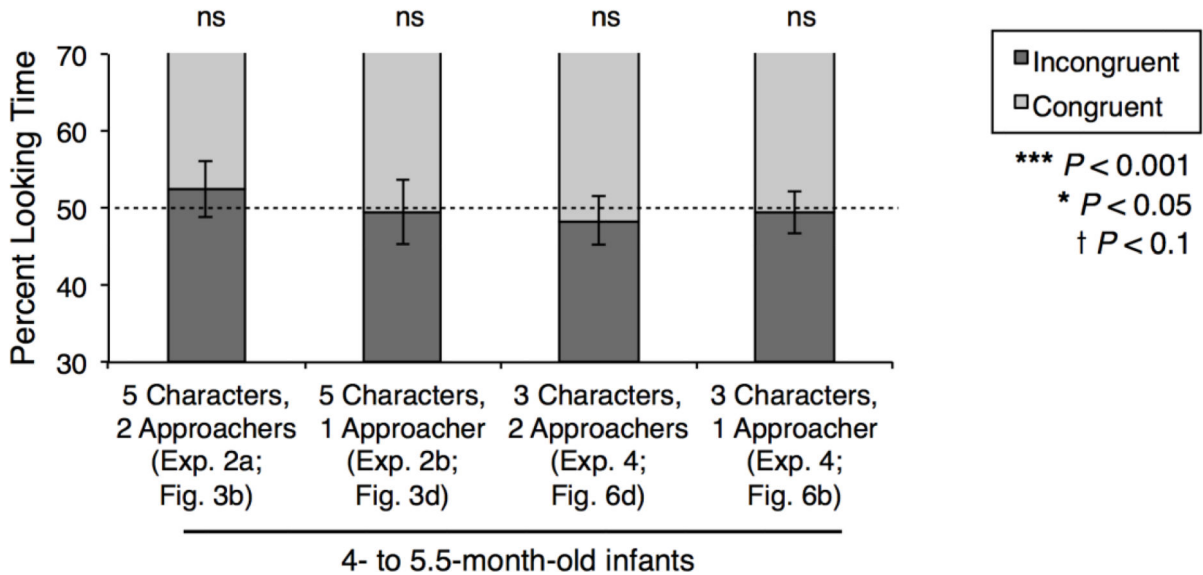 ns ns ns ns
Percent Looking Time
70
60
50
40
30
5 Characters,
2 Approachers
(Exp. 2a;
Fig. 3b)
5 Characters,
1 Approacher
(Exp. 2b;
Fig. 3d)
3 Characters,
2 Approachers
(Exp. 4;
Fig. 6d)
3 Characters,
1 Approacher
(Exp. 4;
Fig. 6b)
4- to 5.5-month-old infants
Incongruent
Congruent
*** P < 0.001
* P < 0.05
† P < 0.1